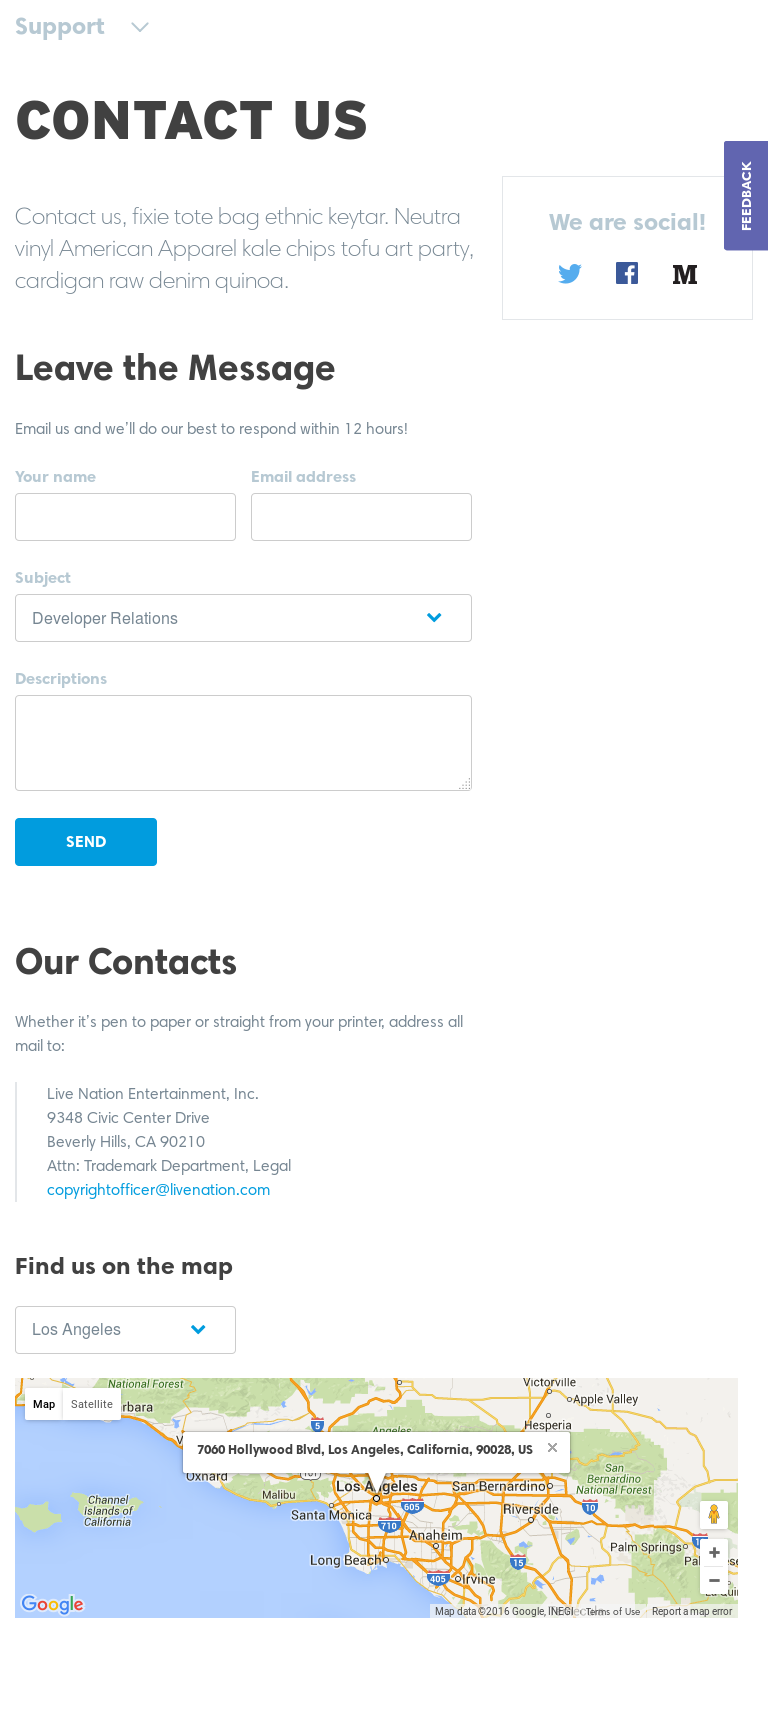 Support
CONTACT US
FEEDBACK
Contact us, fixie tote bag ethnic keytar. Neutra
vinyl American Apparel kale chips tofu art party,
cardigan raw denim quinoa.
We are social!
M
Leave the Message
Email us and we’ll do our best to respond within 12 hours!
Your name
Email address
Subject
Developer Relations
Descriptions
SEND
Our Contacts
Whether it’s pen to paper or straight from your printer, address all
mail to:
Live Nation Entertainment, Inc.
9348 Civic Center Drive
Beverly Hills, CA 90210
Attn: Trademark Department, Legal
copyrightofficer@livenation.com
Find us on the map
Los Angeles
National Forest
Victorville
Map
Satellite
Apple Valley
5
Hesperia
7060 Hollywood Blvd, Los Angeles, California, 90028, US
Oxnard
101
Los Angeles
San Bernardino
San
Bernardino
National Forest
Malibu
Channel
Islands of
California
Santa Monica
605
Riverside
10
710
Anaheim
Palm Springs
Long Beach
15
405
Irvine
Google
Map data ©2016 Google, INEGI
Terms of Use
Report a map error